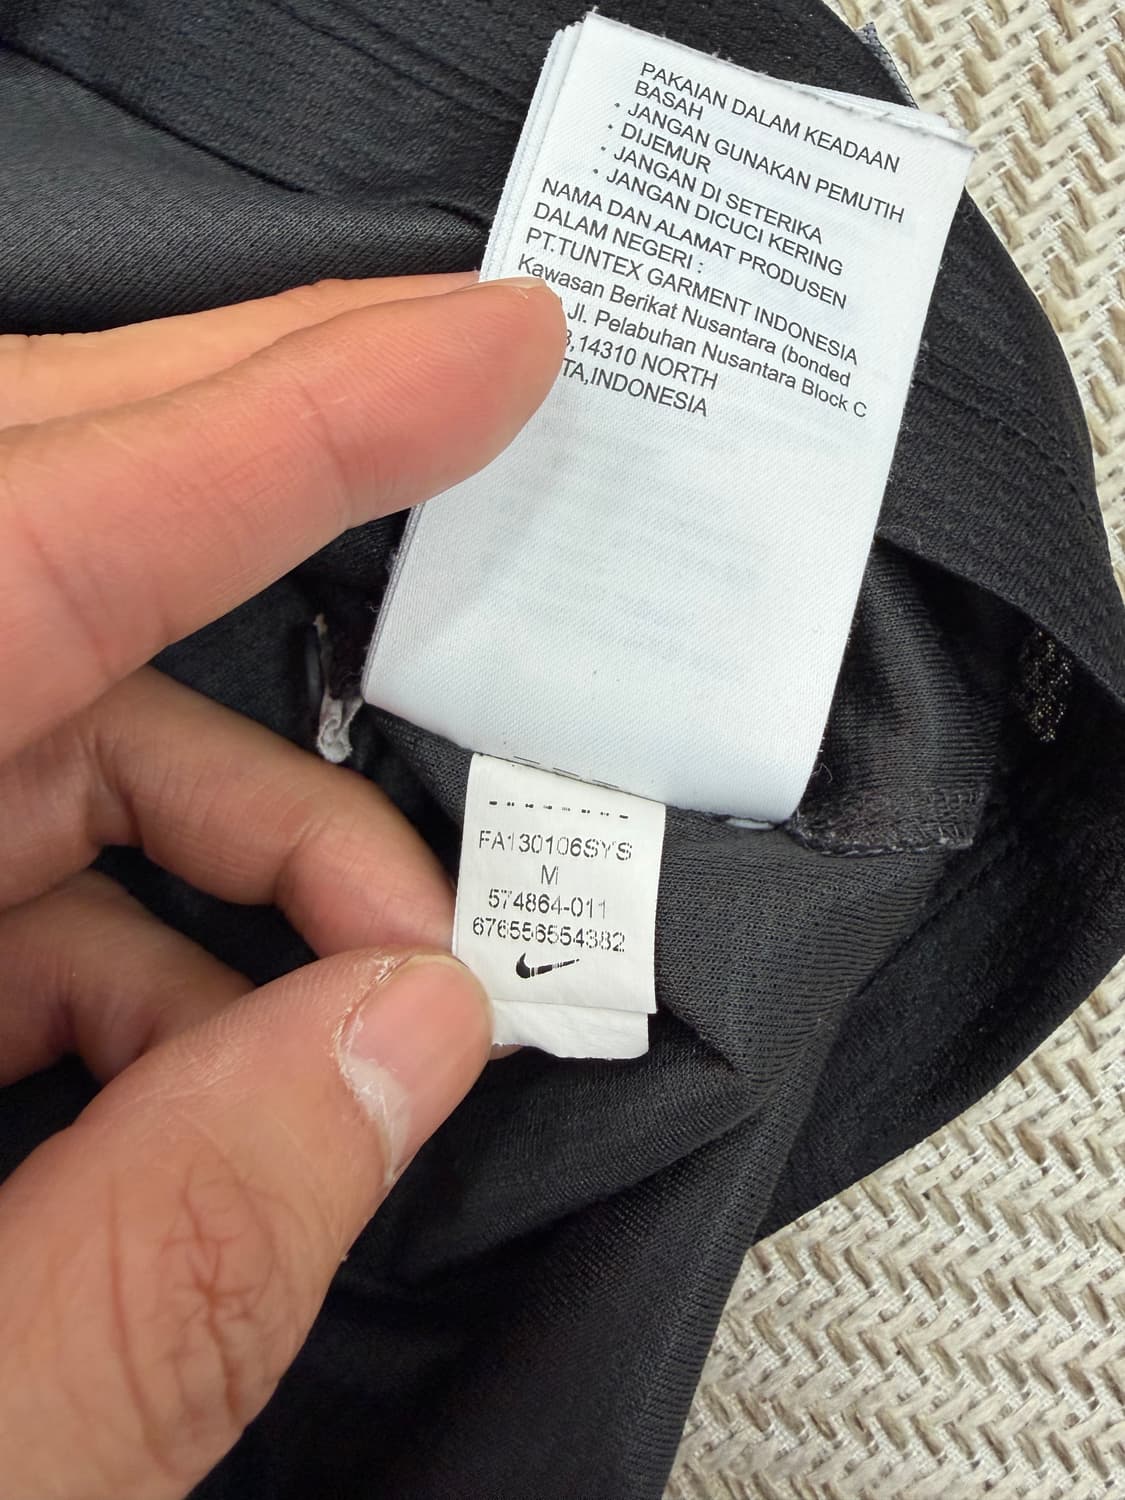 PAKAIAN DALAM KEADAAN
BASAH
· JANGAN GUNAKAN PEMUTIH
· DIJEMUR
· JANGAN DI SETERIKA
· JANGAN DICUCI KERING
NAMA DAN ALAMAT PRODUSEN
DALAM NEGERI :
PT.TUNTEX GARMENT INDONESIA
Kawasan Berikat Nusantara (bonded
Jl. Pelabuhan Nusantara Block C
,14310 NORTH
TA,INDONESIA
FA130106SYS
M
574864-011
676556554382